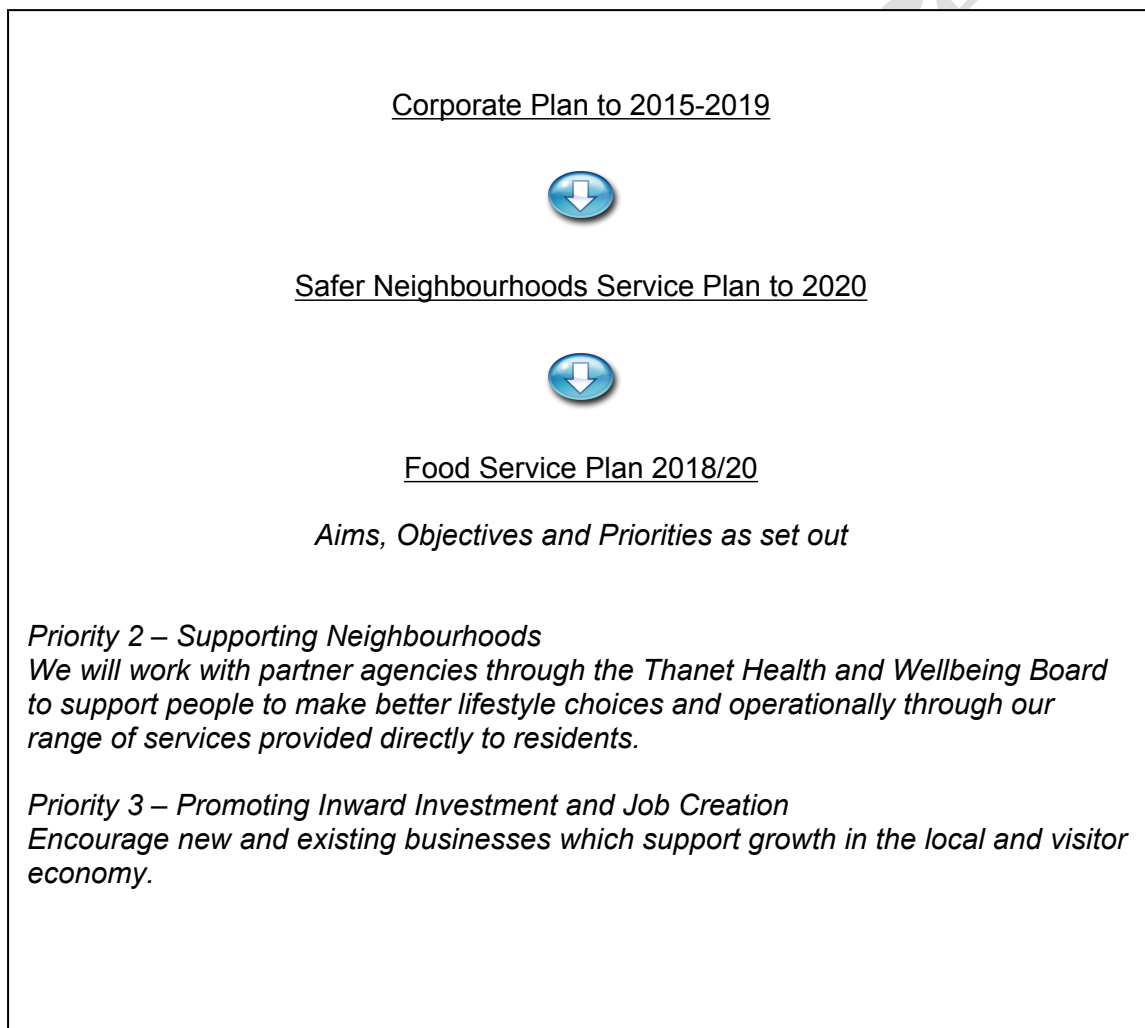 Corporate Plan to 2015-2019
Safer Neighbourhoods Service Plan to 2020
Food Service Plan 2018/20
Aims, Objectives and Priorities as set out
Priority 2 – Supporting Neighbourhoods
We will work with partner agencies through the Thanet Health and Wellbeing Board
to support people to make better lifestyle choices and operationally through our
range of services provided directly to residents.
Priority 3 – Promoting Inward Investment and Job Creation
Encourage new and existing businesses which support growth in the local and visitor
economy.